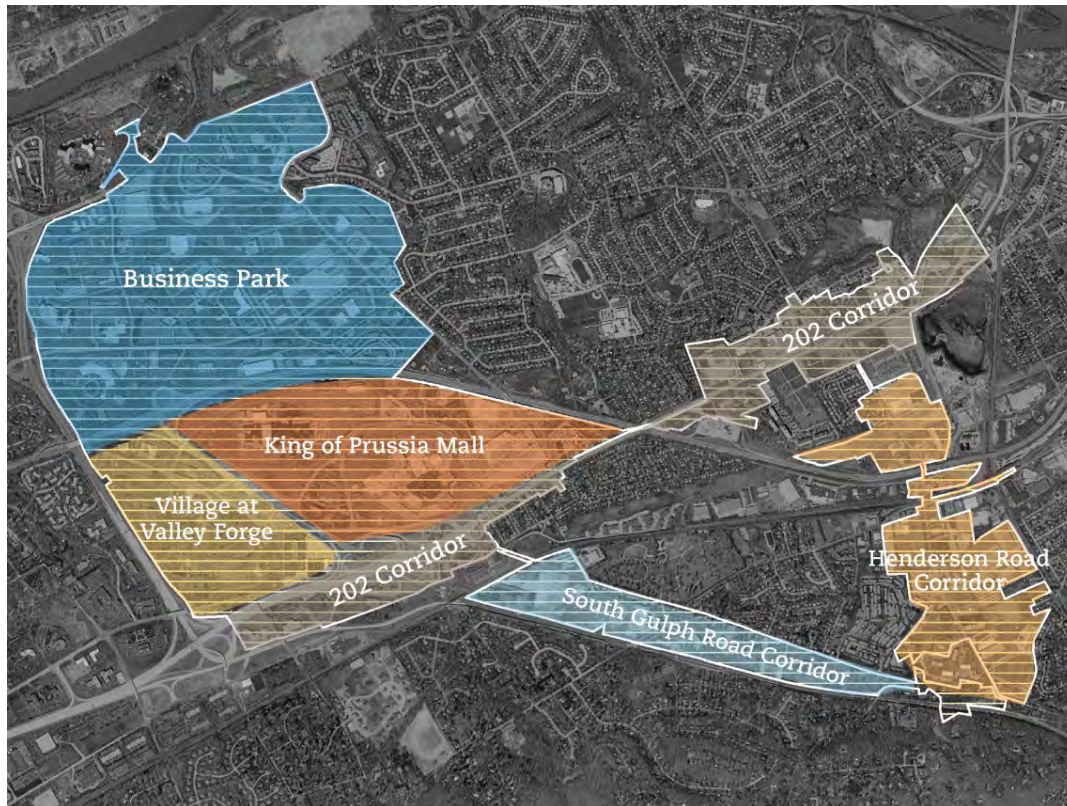 Business Park
202 Corridor
King of Prussia Mall
Village at
Valley Forge
202 Corridor
Henderson Road
Corridor
South Gulph Road Corridor